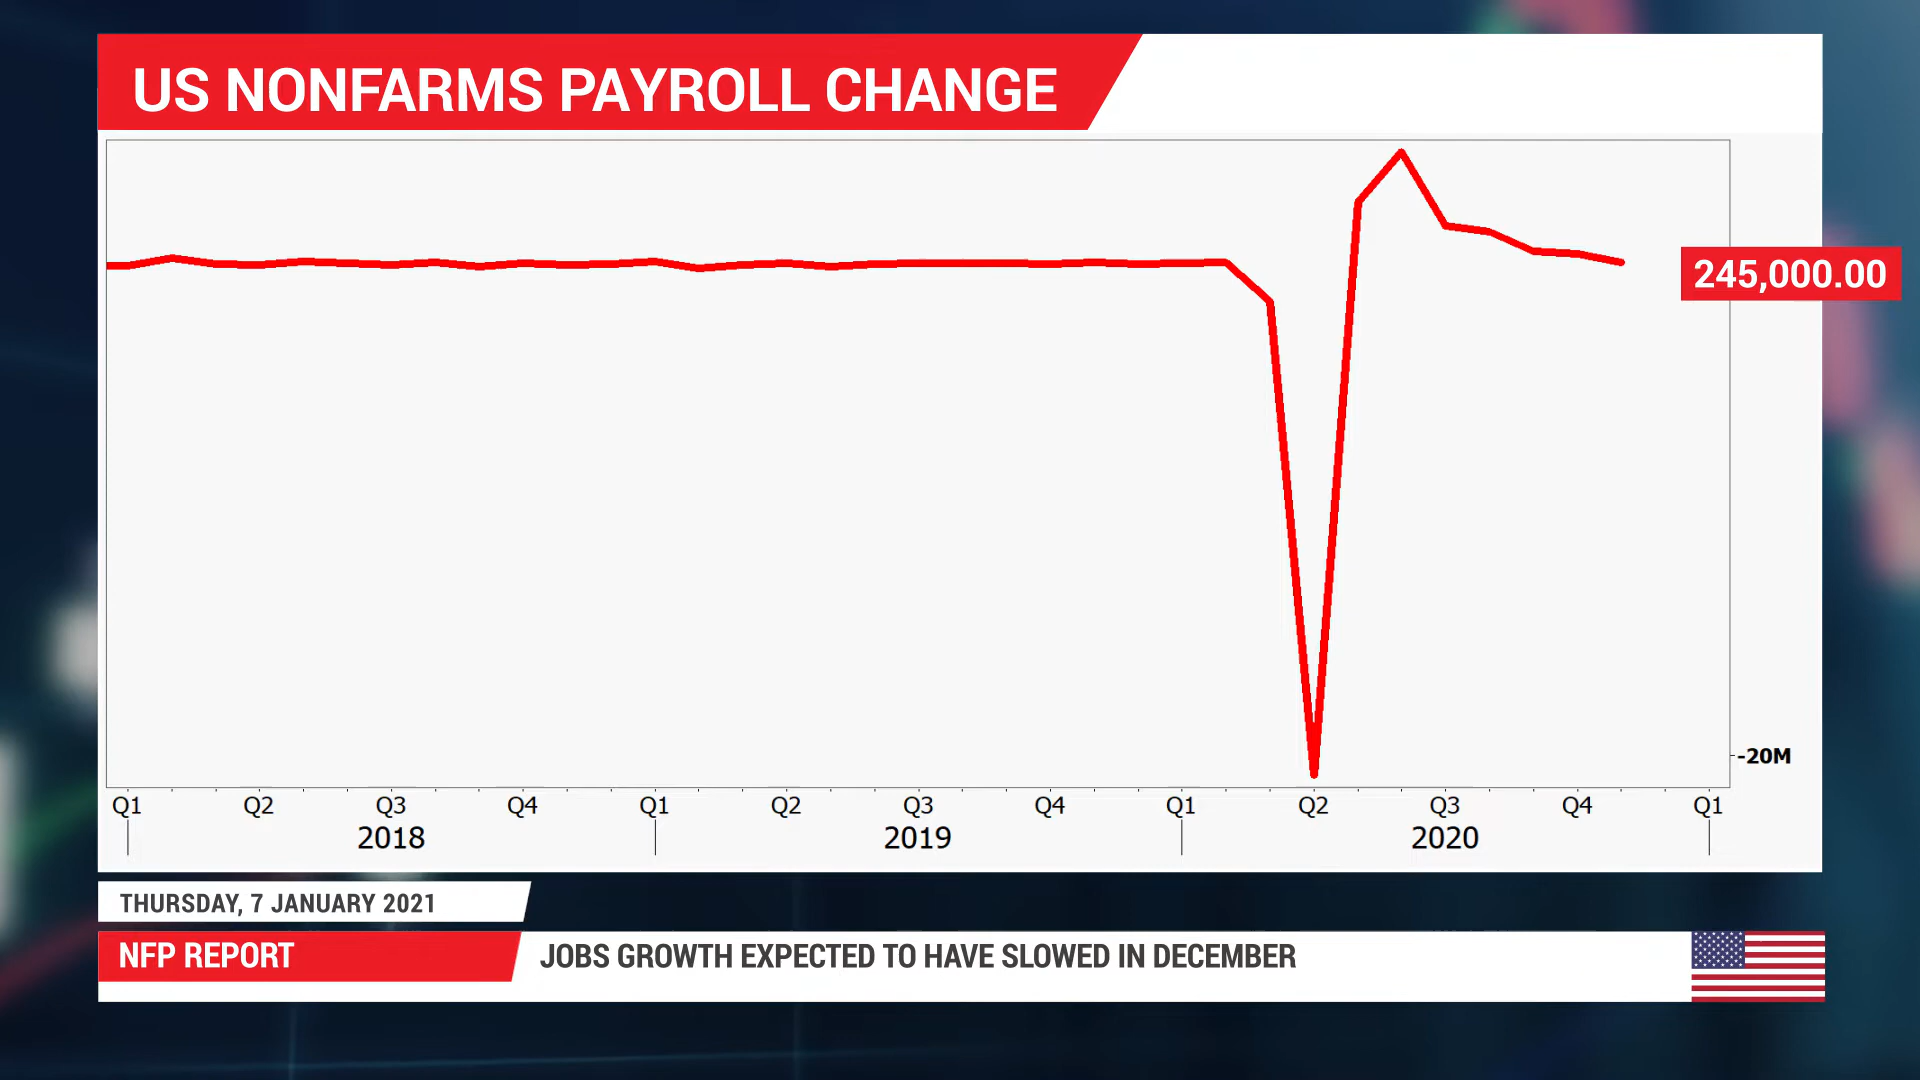 US NONFARMS PAYROLL CHANGE
245,000.00
-20M
Q1 Q2 Q3 Q4 Q1 Q2 Q3 Q4 Q1 Q2 Q3 Q4 Q1
2018 2019 2020
THURSDAY, 7 JANUARY 2021
NFP REPORT
JOBS GROWTH EXPECTED TO HAVE SLOWED IN DECEMBER